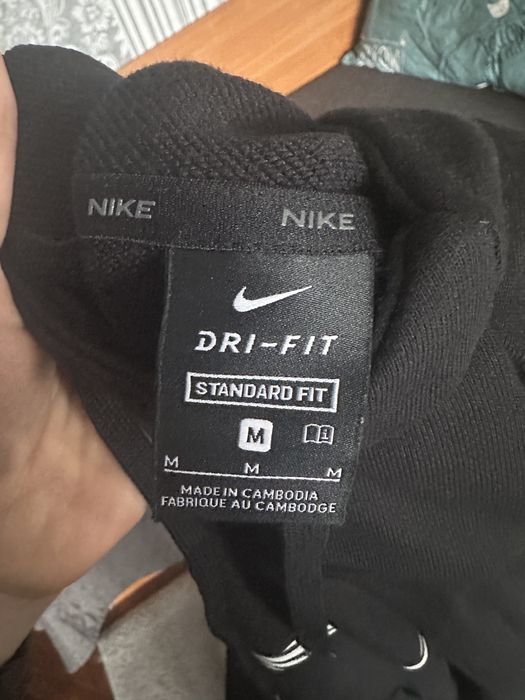 NIKE NIKE
DRI-FIT
STANDARD FIT
M
M M M
MADE IN CAMBODIA
FABRIQUE AU CAMBODGE